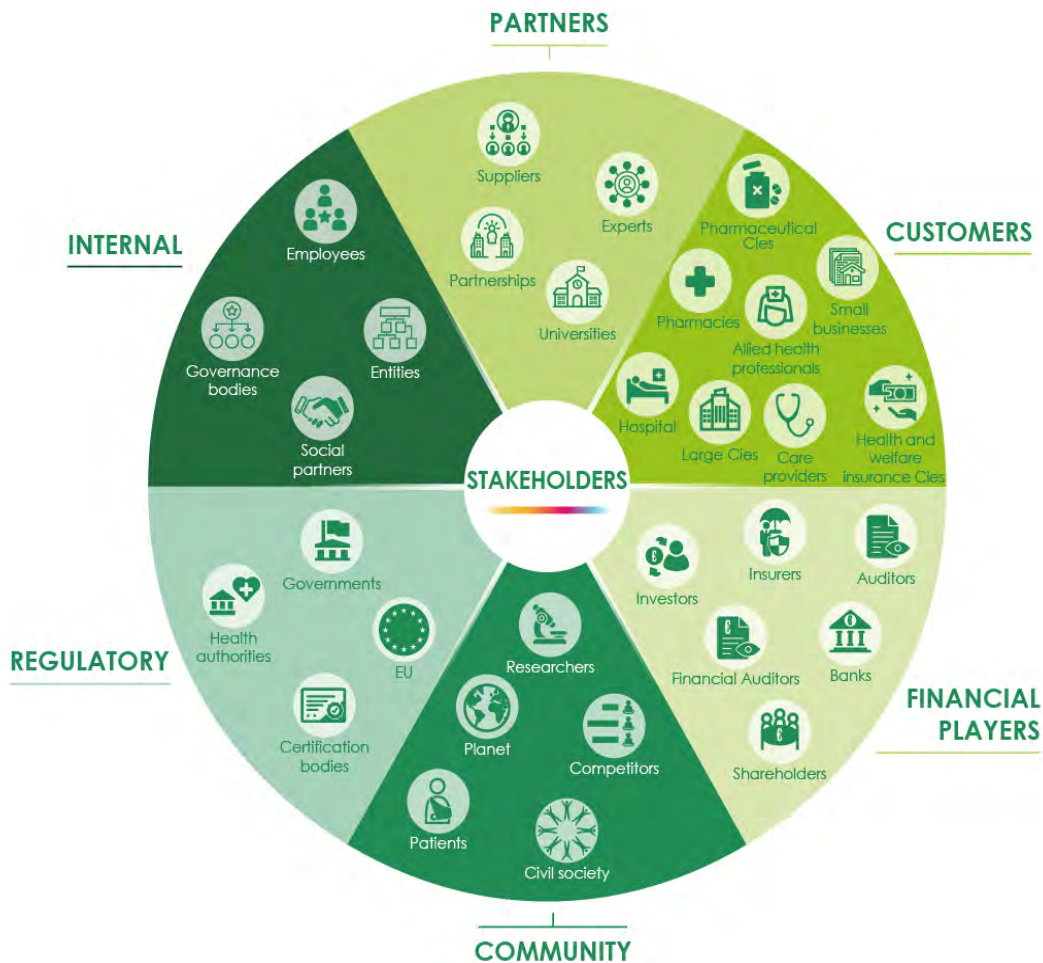 PARTNERS
Suppliers
Experts
Partnerships
Universities
CUSTOMERS
Pharmaceutical
Cies
Small
businesses
Pharmacies
Allied health
professionals
Hospital
Large Cies
Care
providers
Health and
welfare
insurance Cies
INTERNAL
Employees
Governance
bodies
Entities
Social
partners
STAKEHOLDERS
REGULATORY
Governments
Health
authorities
EU
Certification
bodies
FINANCIAL
PLAYERS
Insurers
Auditors
Investors
Financial Auditors
Banks
Shareholders
Researchers
Planet
Competitors
Patients
Civil society
COMMUNITY